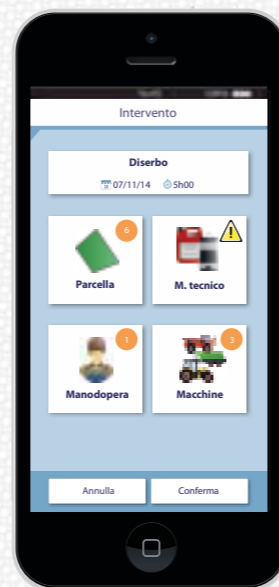 Intervento
Diserbo
07/11/14 5h00
6
Parcella
M. tecnico
1
Manodopera
3
Macchine
Annulla
Conferma